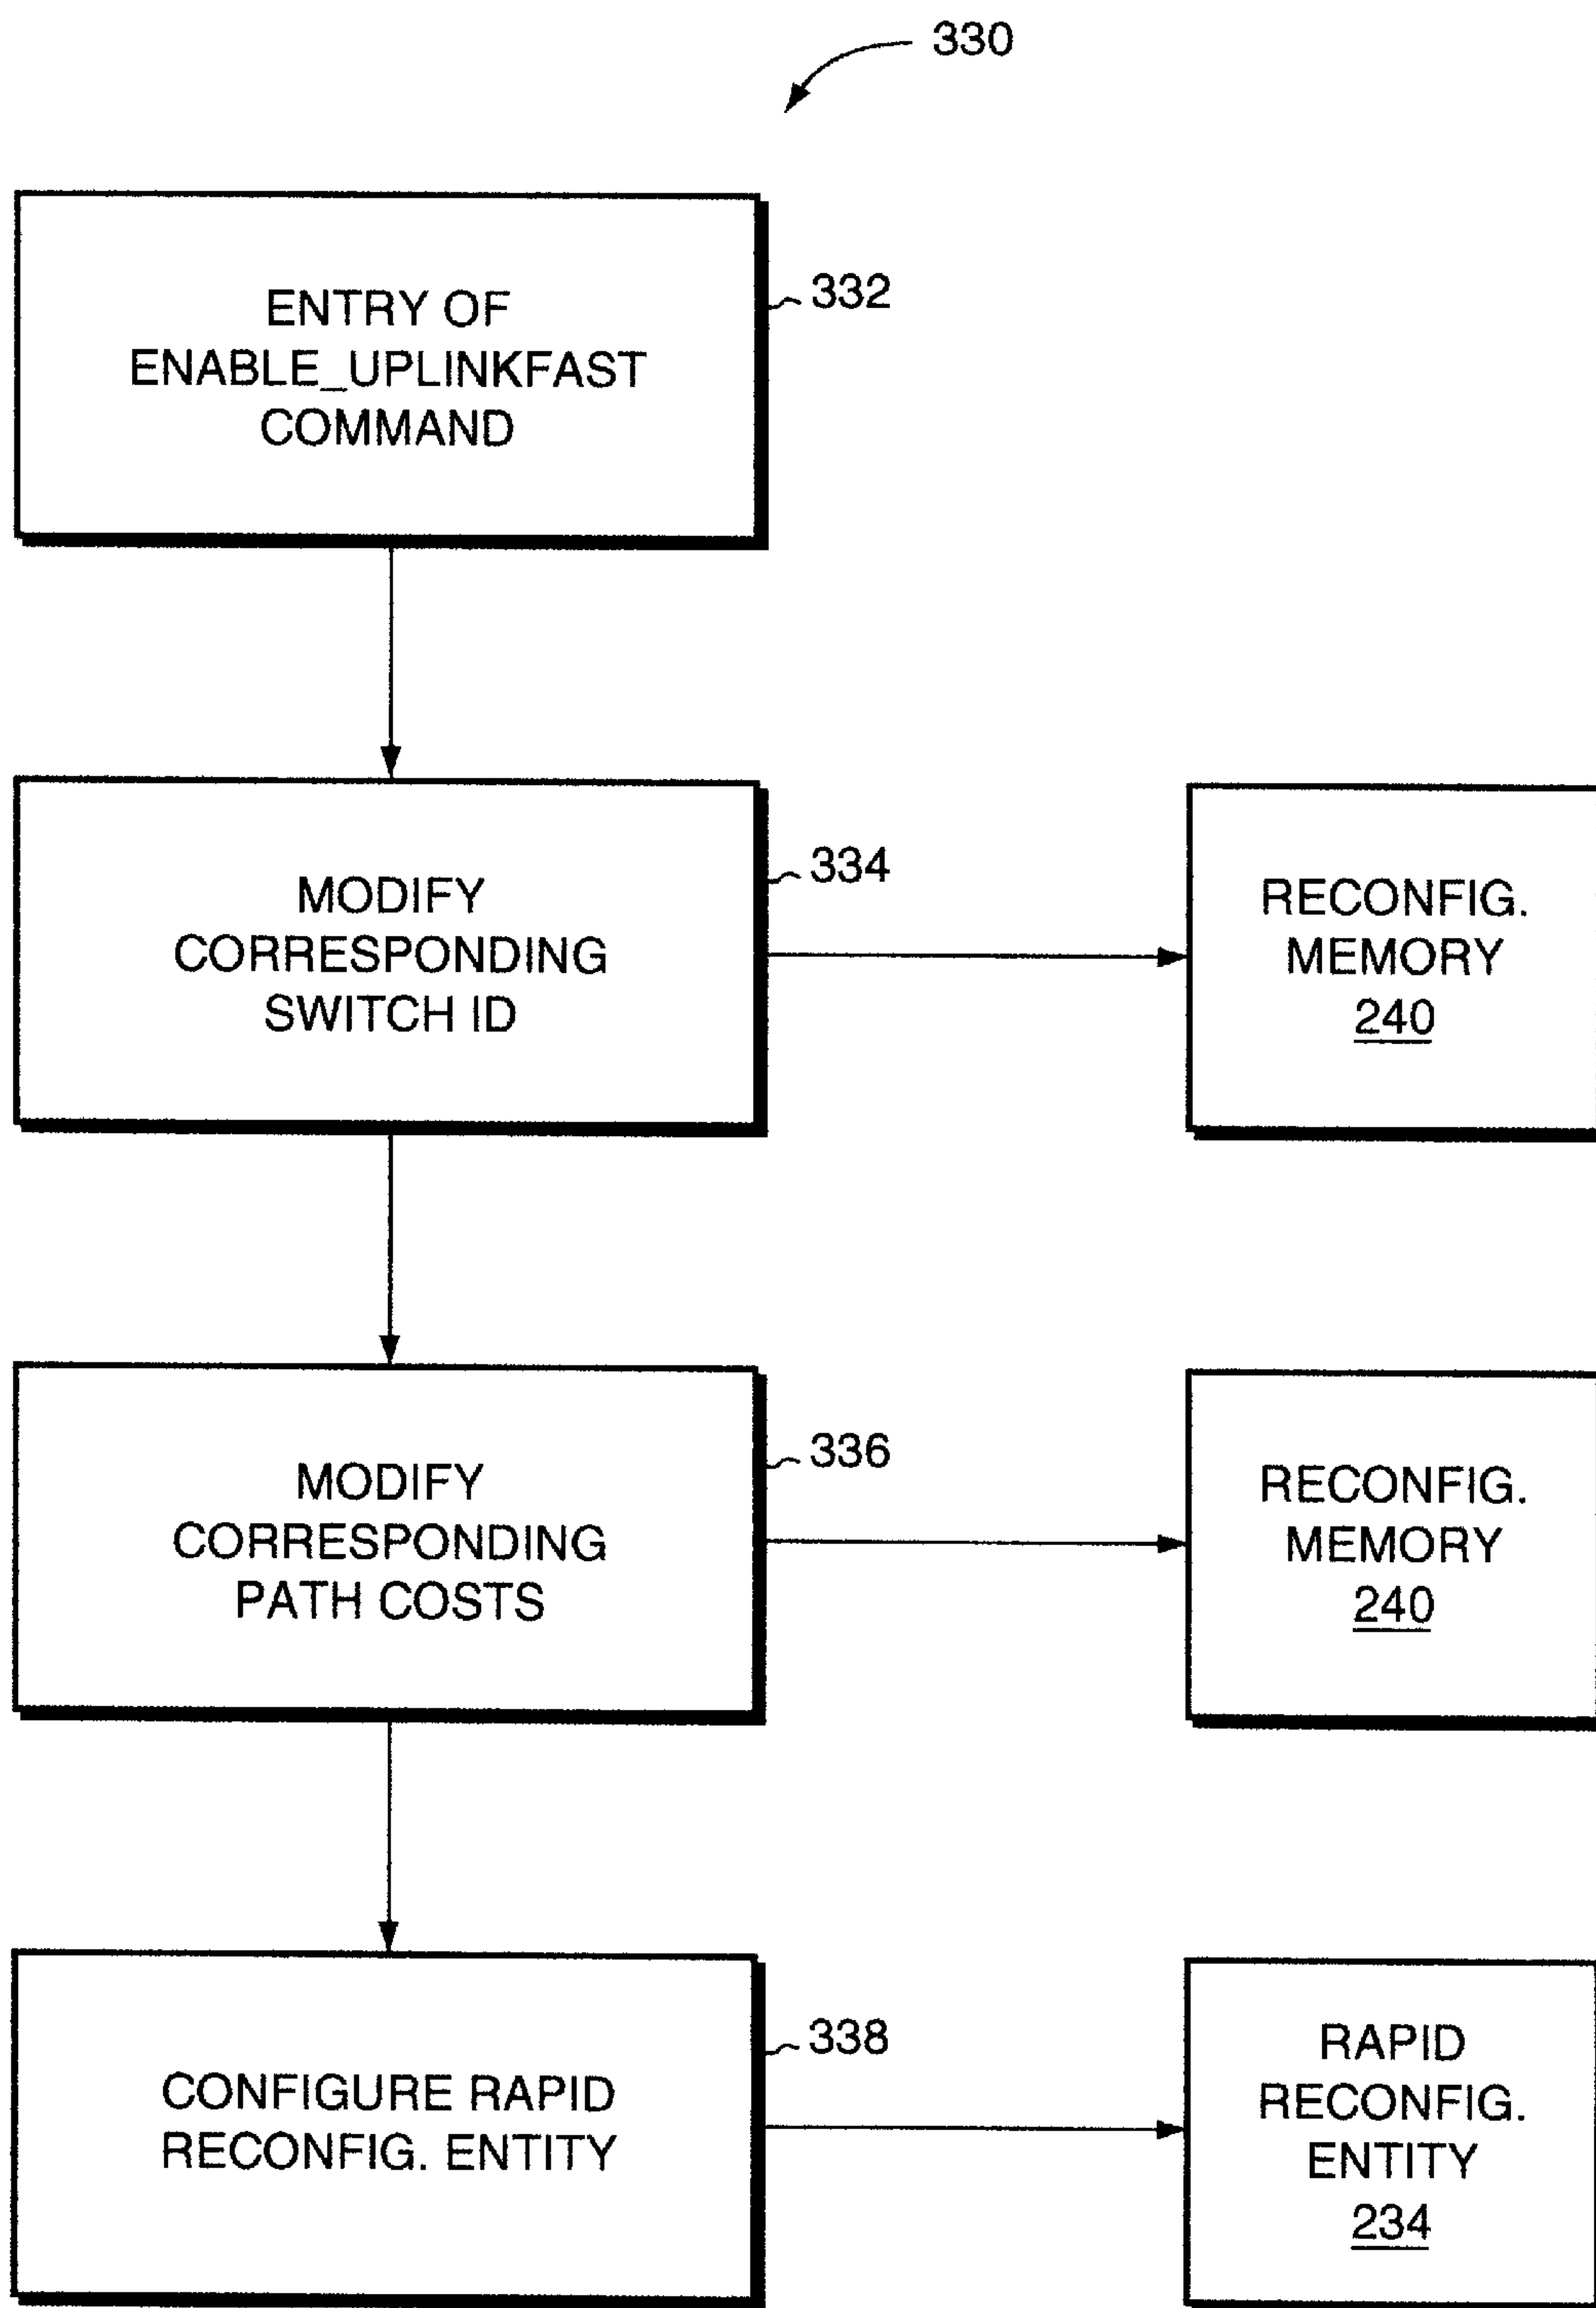 330
ENTRY OF
ENABLE_UPLINKFAST
COMMAND
332
MODIFY
CORRESPONDING
SWITCH ID
334
RECONFIG.
MEMORY
240
MODIFY
CORRESPONDING
PATH COSTS
336
RECONFIG.
MEMORY
240
CONFIGURE RAPID
RECONFIG. ENTITY
338
RAPID
RECONFIG.
ENTITY
234